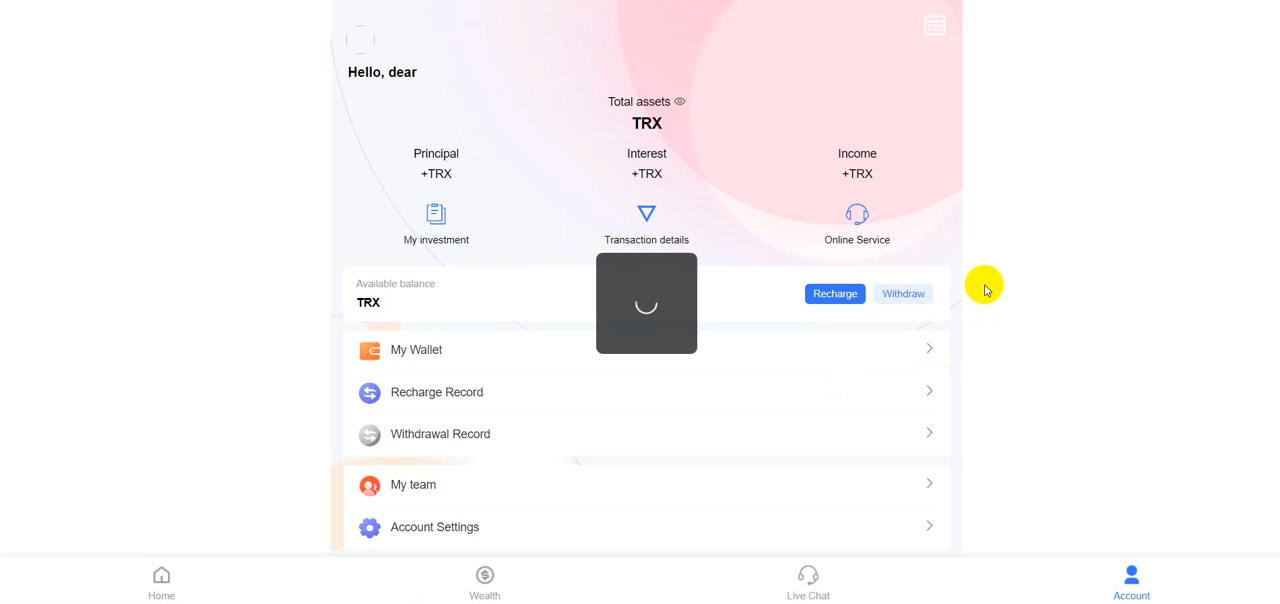 Hello, dear
Total assets
TRX
Principal Interest Income
+TRX +TRX +TRX
My investment Transaction details Online Service
Available balance
TRX
Recharge Withdraw
My Wallet
Recharge Record
Withdrawal Record
My team
Account Settings
Home Wealth Live Chat Account